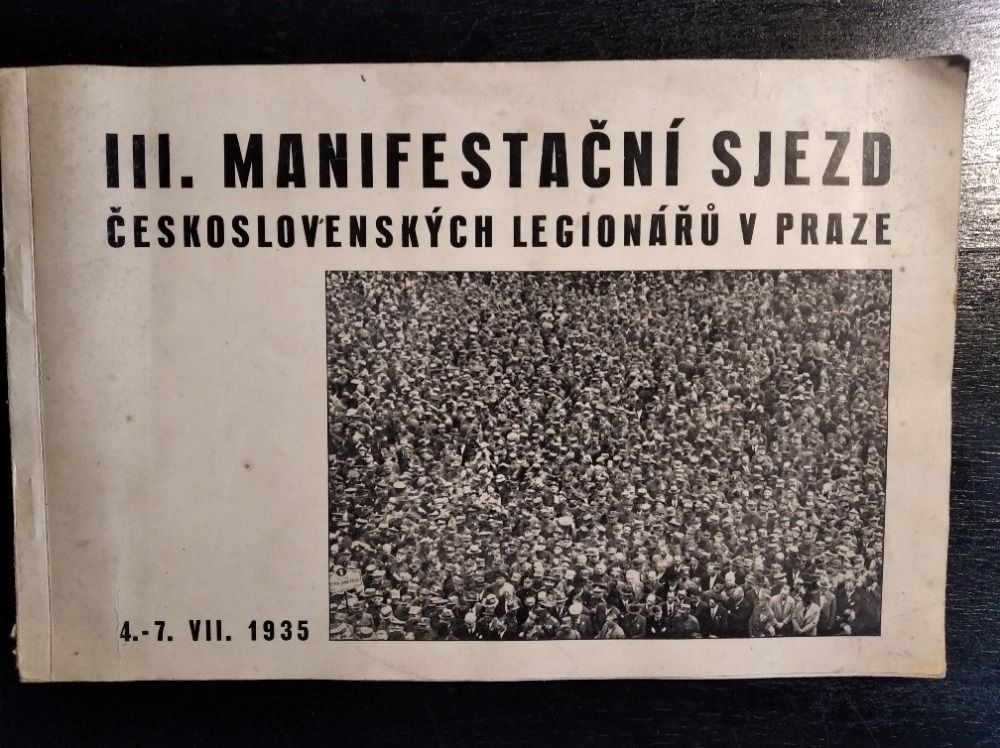 III. MANIFESTAČNÍ SJEZD
ČESKOSLOVENSKÝCH LEGIONÁŘŮ V PRAZE
4.-7. VII. 1935